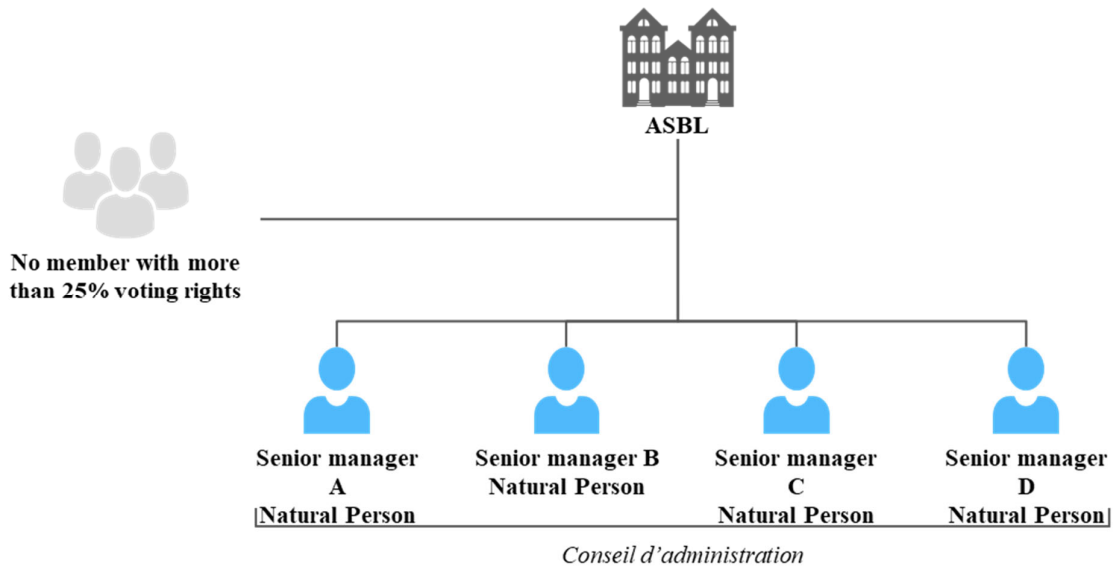 ASBL
No member with more
than 25% voting rights
Senior manager
A
Natural Person
Senior manager B
Natural Person
Senior manager
C
Natural Person
Senior manager
D
Natural Person
Conseil d’administration